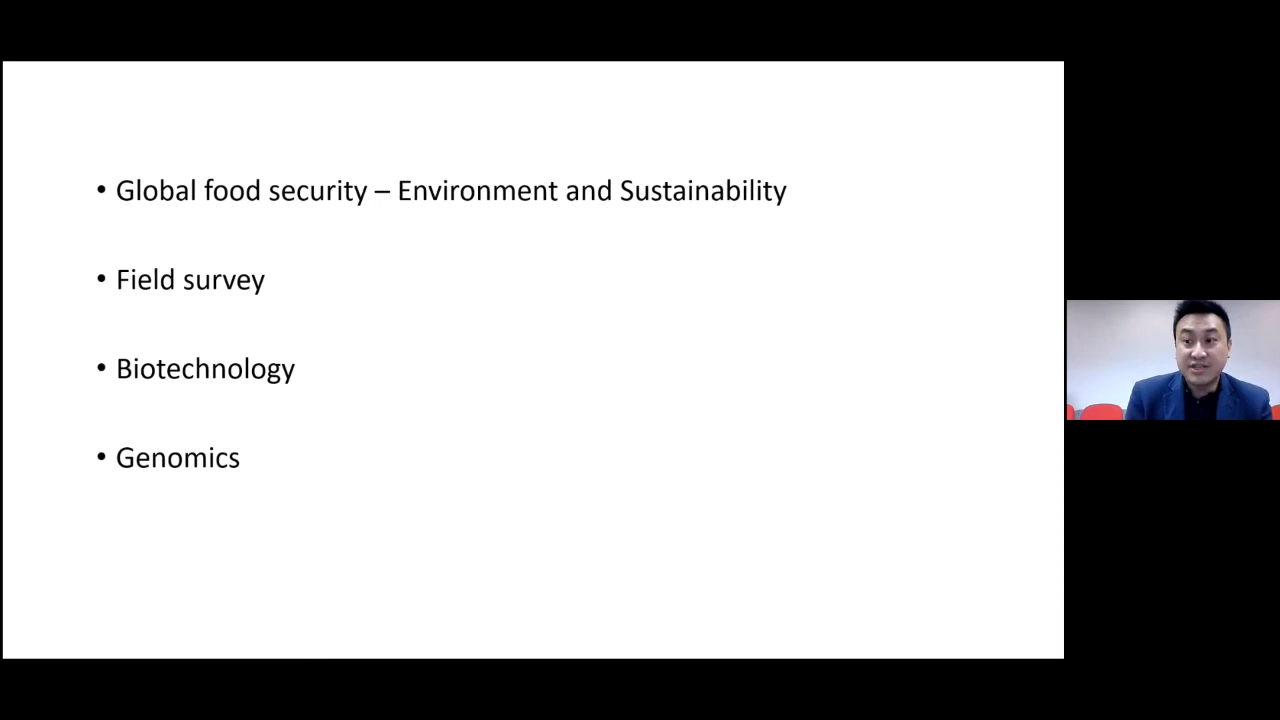 • Global food security – Environment and Sustainability
• Field survey
• Biotechnology
• Genomics